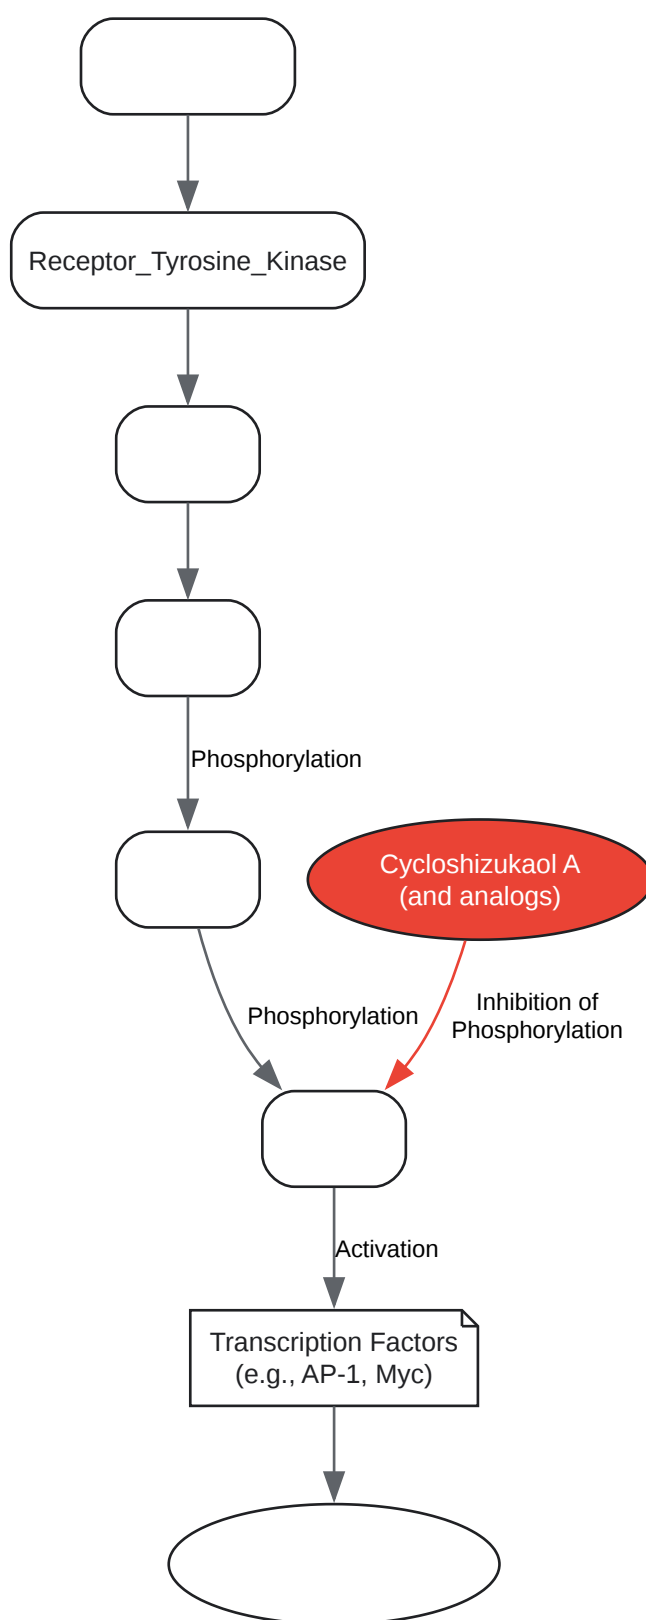 Receptor_Tyrosine_Kinase
Phosphorylation
Cycloshizukaol A
(and analogs)
Phosphorylation
Inhibition of
Phosphorylation
Activation
Transcription Factors
(e.g., AP-1, Myc)